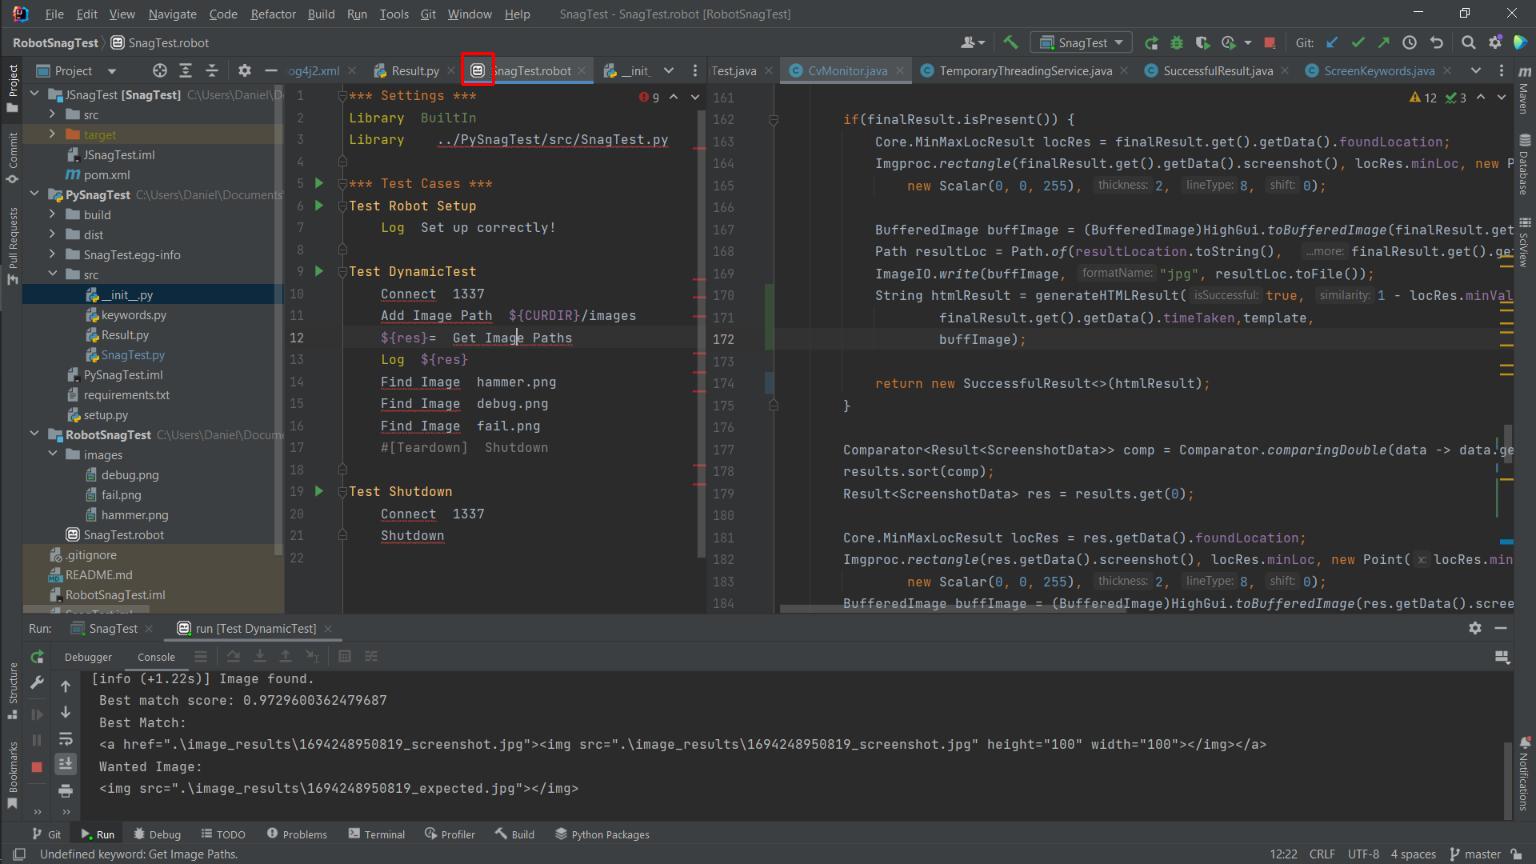 File Edit View Navigate Code Refactor Build Run Tools Git Window Help SnagTest - SnagTest.robot [RobotSnagTest]
RobotSnagTest SnagTest.robot SnagTest Git:
Project og4j2.xml Result.py SnagTest.robot __init_ Test.java CvMonitor.java TemporaryThreadingService.java SuccessfulResult.java ScreenKeywords.java
Project
Commit
Pull Requests
Structure
Bookmarks
JSnagTest [SnagTest] C:\Users\Daniel\D
src
target
JSnagTest.iml
pom.xml
PySnagTest C:\Users\Daniel\Documents
build
dist
SnagTest.egg-info
src
__init__.py
keywords.py
Result.py
SnagTest.py
PySnagTest.iml
requirements.txt
setup.py
RobotSnagTest C:\Users\Daniel\Docum
images
debug.png
fail.png
hammer.png
SnagTest.robot
.gitignore
README.md
RobotSnagTest.iml
9
1 *** Settings ***
2 Library BuiltIn
3 Library ../PySnagTest/src/SnagTest.py
4
5 *** Test Cases ***
6 Test Robot Setup
7 Log Set up correctly!
8
9 Test DynamicTest
10 Connect 1337
11 Add Image Path ${CURDIR}/images
12 ${res}= Get Image Paths
13 Log ${res}
14 Find Image hammer.png
15 Find Image debug.png
16 Find Image fail.png
17 #[Teardown] Shutdown
18
19 Test Shutdown
20 Connect 1337
21 Shutdown
22
12 3
161
162 if(finalResult.isPresent()) {
163 Core.MinMaxLocResult locRes = finalResult.get().getData().foundLocation;
164 Imgproc.rectangle(finalResult.get().getData().screenshot(), locRes.minLoc, new P
165 new Scalar(0, 0, 255), thickness: 2, lineType: 8, shift: 0);
166
167 BufferedImage buffImage = (BufferedImage)HighGui.toBufferedImage(finalResult.get
168 Path resultLoc = Path.of(resultLocation.toString(), ...more: finalResult.get().ge
169 ImageIO.write(buffImage, formatName: "jpg", resultLoc.toFile());
170 String htmlResult = generateHTMLResult( isSuccessful: true, similarity: 1 - locRes.minVal
171 finalResult.get().getData().timeTaken,template,
172 buffImage);
173
174 return new SuccessfulResult<>(htmlResult);
175 }
176
177 Comparator<Result<ScreenshotData>> comp = Comparator.comparingDouble(data -> data.ge
178 results.sort(comp);
179 Result<ScreenshotData> res = results.get(0);
180
181 Core.MinMaxLocResult locRes = res.getData().foundLocation;
182 Imgproc.rectangle(res.getData().screenshot(), locRes.minLoc, new Point( x: locRes.min
183 new Scalar(0, 0, 255), thickness: 2, lineType: 8, shift: 0);
184 BufferedImage buffImage = (BufferedImage)HighGui.toBufferedImage(res.getData().scree
m Maven
Database
SciView
Notifications
Run: SnagTest run [Test DynamicTest]
Debugger Console
[info (+1.22s)] Image found.
Best match score: 0.9729600362479687
Best Match:
<a href=".\image_results\1694248950819_screenshot.jpg"><img src=".\image_results\1694248950819_screenshot.jpg" height="100" width="100"></img></a>
Wanted Image:
<img src=".\image_results\1694248950819_expected.jpg"></img>
Git Run Debug TODO Problems Terminal Profiler Build Python Packages
Undefined keyword: Get Image Paths. 12:22 CRLF UTF-8 4 spaces master